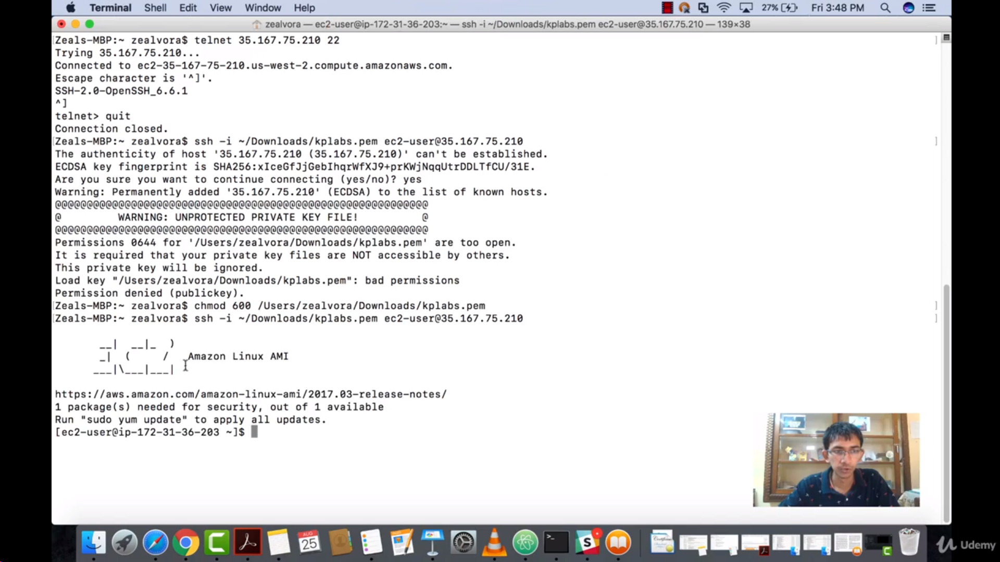 Terminal Shell Edit View Window Help 27% Fri 3:48 PM
zealvora — ec2-user@ip-172-31-36-203:~ — ssh -i ~/Downloads/kplabs.pem ec2-user@35.167.75.210 — 139×38
[Zeals-MBP:~ zealvora$ telnet 35.167.75.210 22 ]
Trying 35.167.75.210...
Connected to ec2-35-167-75-210.us-west-2.compute.amazonaws.com.
Escape character is '^]'.
SSH-2.0-OpenSSH_6.6.1
^]
telnet> quit
Connection closed.
[Zeals-MBP:~ zealvora$ ssh -i ~/Downloads/kplabs.pem ec2-user@35.167.75.210 ]
The authenticity of host '35.167.75.210 (35.167.75.210)' can't be established.
ECDSA key fingerprint is SHA256:xIceGfJjGebIhqrWfXJ9+prKWjNqqUtrDDLTfCU/31E.
Are you sure you want to continue connecting (yes/no)? yes
Warning: Permanently added '35.167.75.210' (ECDSA) to the list of known hosts.
@@@@@@@@@@@@@@@@@@@@@@@@@@@@@@@@@@@@@@@@@@@@@@@@@@@@@@@@@@@
@         WARNING: UNPROTECTED PRIVATE KEY FILE!          @
@@@@@@@@@@@@@@@@@@@@@@@@@@@@@@@@@@@@@@@@@@@@@@@@@@@@@@@@@@@
Permissions 0644 for '/Users/zealvora/Downloads/kplabs.pem' are too open.
It is required that your private key files are NOT accessible by others.
This private key will be ignored.
Load key "/Users/zealvora/Downloads/kplabs.pem": bad permissions
Permission denied (publickey).
[Zeals-MBP:~ zealvora$ chmod 600 /Users/zealvora/Downloads/kplabs.pem ]
[Zeals-MBP:~ zealvora$ ssh -i ~/Downloads/kplabs.pem ec2-user@35.167.75.210 ]
       __|  __|_  )
       _|  (     /   Amazon Linux AMI
      ___|\___|___|
https://aws.amazon.com/amazon-linux-ami/2017.03-release-notes/
1 package(s) needed for security, out of 1 available
Run "sudo yum update" to apply all updates.
[ec2-user@ip-172-31-36-203 ~]$
AUG
25
Udemy